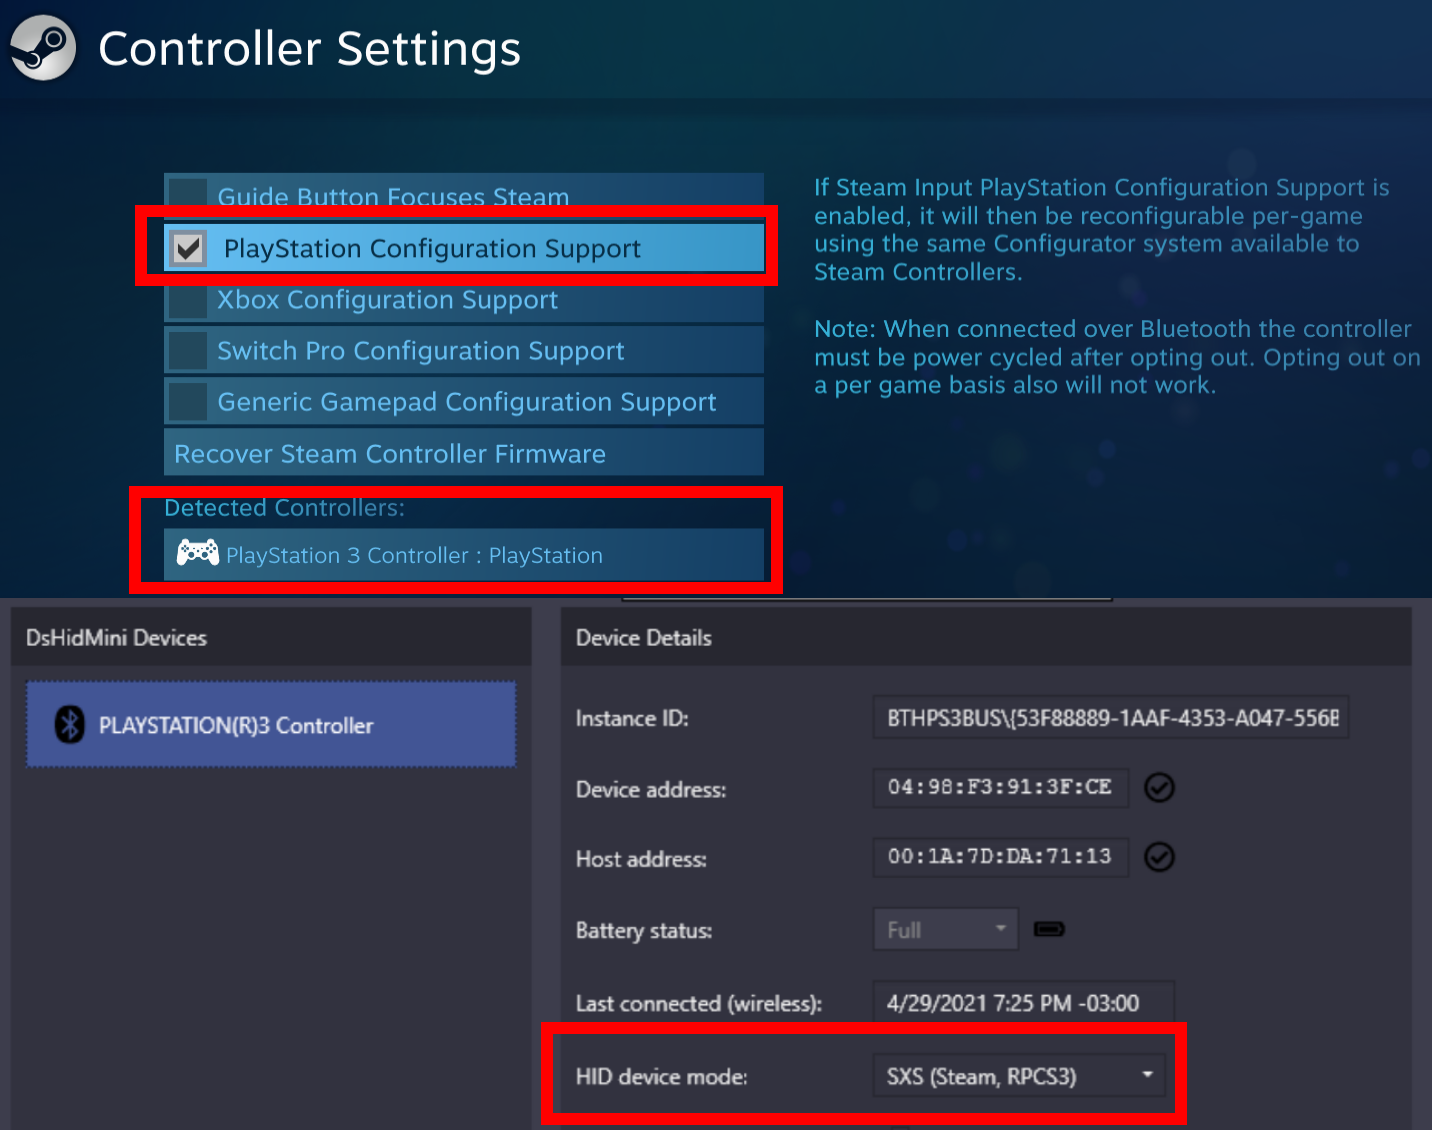 Controller Settings
Guide Button Focuses Steam
PlayStation Configuration Support
Xbox Configuration Support
Switch Pro Configuration Support
Generic Gamepad Configuration Support
Recover Steam Controller Firmware
Detected Controllers:
PlayStation 3 Controller : PlayStation
If Steam Input PlayStation Configuration Support is
enabled, it will then be reconfigurable per-game
using the same Configurator system available to
Steam Controllers.
Note: When connected over Bluetooth the controller
must be power cycled after opting out. Opting out on
a per game basis also will not work.
DsHidMini Devices
PLAYSTATION(R)3 Controller
Device Details
Instance ID: BTHPS3BUS\{53F88889-1AAF-4353-A047-556B
Device address: 04:98:F3:91:3F:CE
Host address: 00:1A:7D:DA:71:13
Battery status: Full
Last connected (wireless): 4/29/2021 7:25 PM -03:00
HID device mode: SXS (Steam, RPCS3)